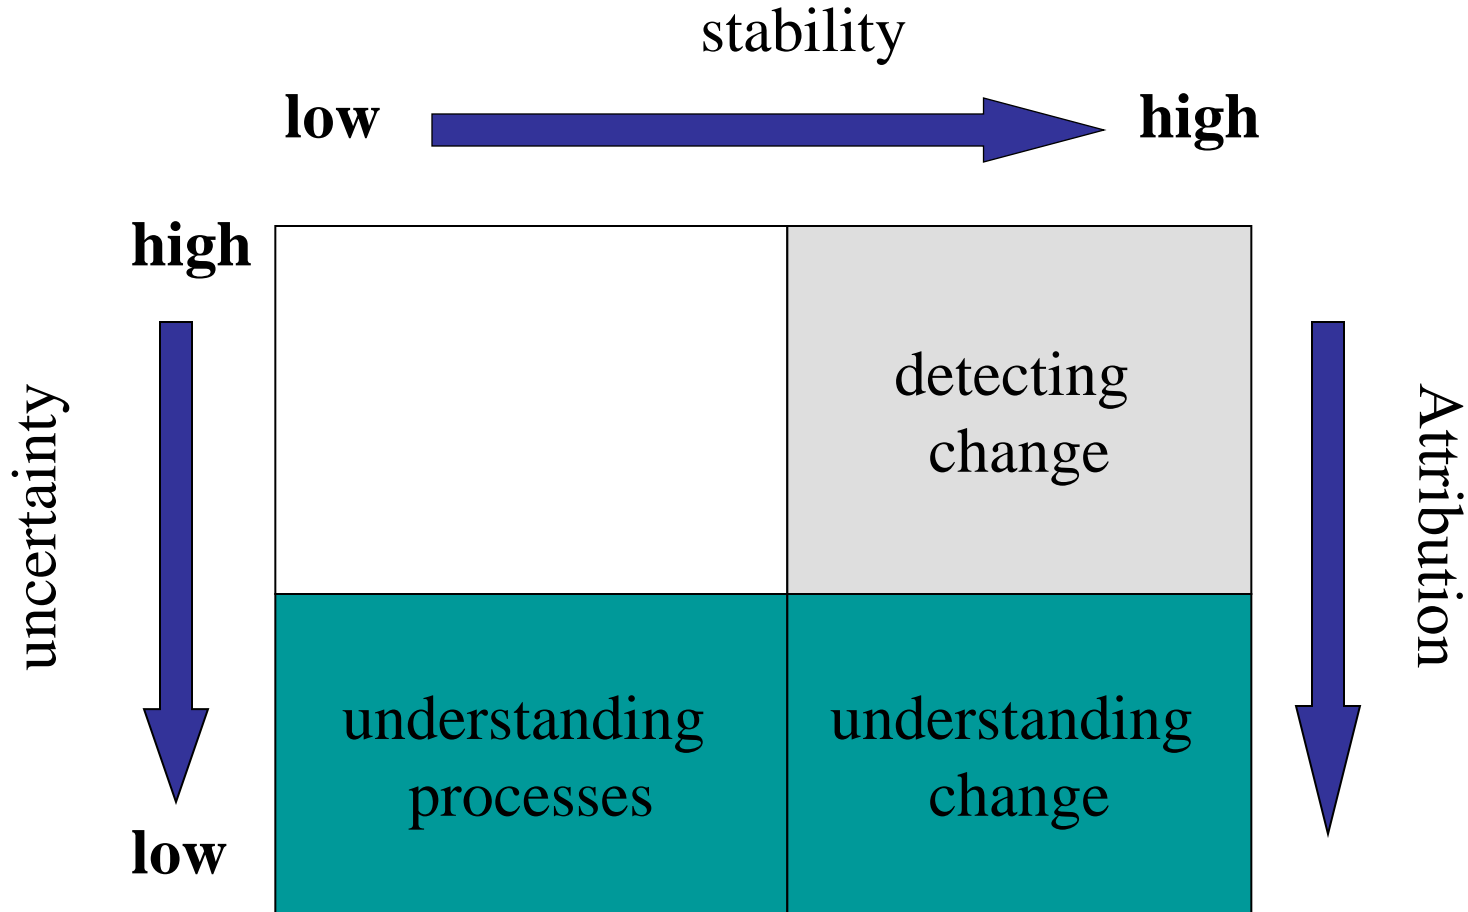 stability
low
high
high
detecting
change
uncertainty
Attribution
understanding
processes
understanding
change
low